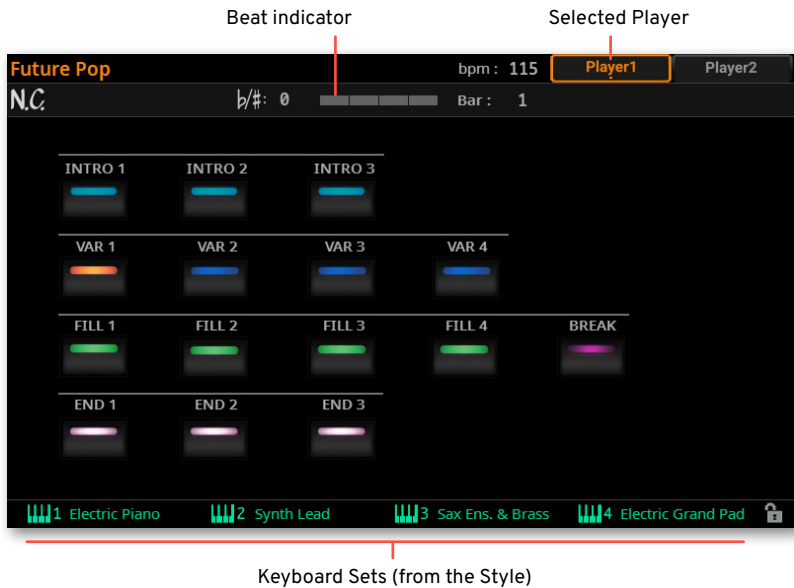 Beat indicator Selected Player
Future Pop bpm : 115 Player1 Player2
N.C. b/#: 0 Bar : 1
INTRO 1 INTRO 2 INTRO 3
VAR 1 VAR 2 VAR 3 VAR 4
FILL 1 FILL 2 FILL 3 FILL 4 BREAK
END 1 END 2 END 3
1 Electric Piano 2 Synth Lead 3 Sax Ens. & Brass 4 Electric Grand Pad
Keyboard Sets (from the Style)